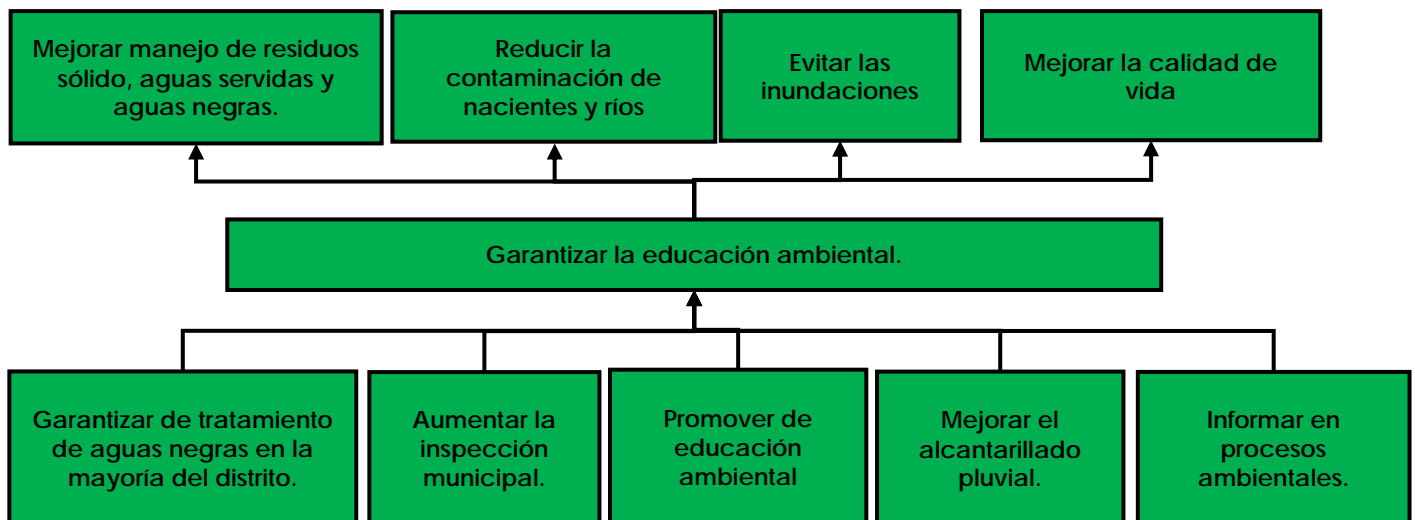 Mejorar manejo de residuos
sólido, aguas servidas y
aguas negras.
Reducir la
contaminación de
nacientes y ríos
Evitar las
inundaciones
Mejorar la calidad de
vida
Garantizar la educación ambiental.
Garantizar de tratamiento
de aguas negras en la
mayoría del distrito.
Aumentar la
inspección
municipal.
Promover de
educación
ambiental
Mejorar el
alcantarillado
pluvial.
Informar en
procesos
ambientales.